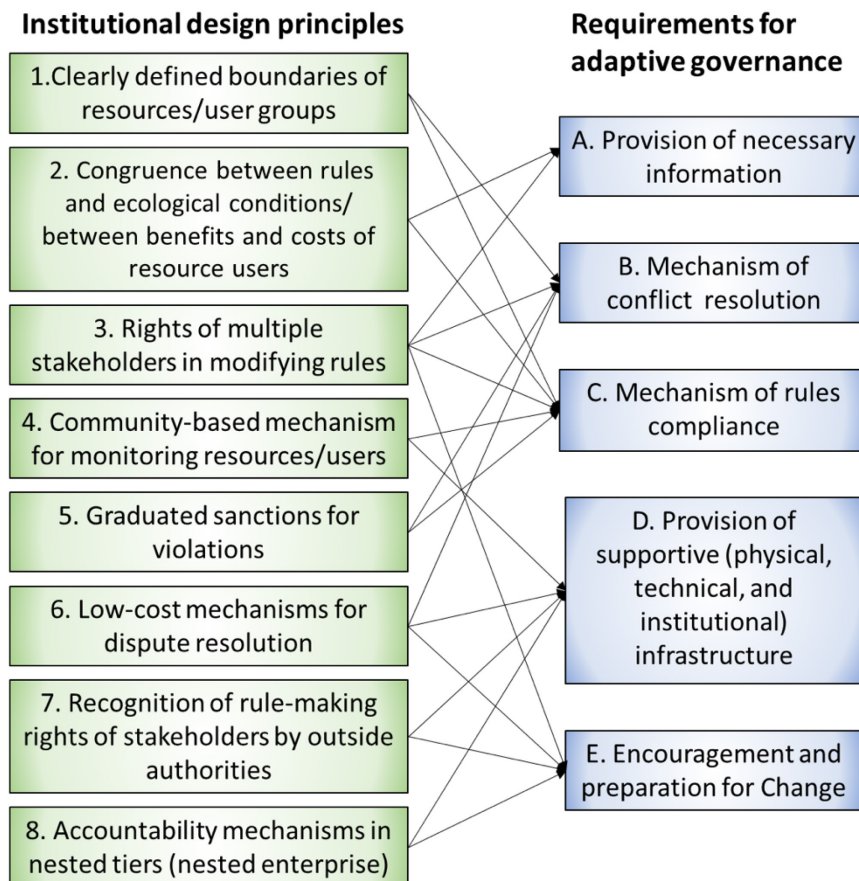 Institutional design principles
1.Clearly defined boundaries of
resources/user groups
2. Congruence between rules
and ecological conditions/
between benefits and costs of
resource users
3. Rights of multiple
stakeholders in modifying rules
4. Community-based mechanism
for monitoring resources/users
5. Graduated sanctions for
violations
6. Low-cost mechanisms for
dispute resolution
7. Recognition of rule-making
rights of stakeholders by outside
authorities
8. Accountability mechanisms in
nested tiers (nested enterprise)
Requirements for
adaptive governance
A. Provision of necessary
information
B. Mechanism of
conflict resolution
C. Mechanism of rules
compliance
D. Provision of
supportive (physical,
technical, and
institutional)
infrastructure
E. Encouragement and
preparation for Change